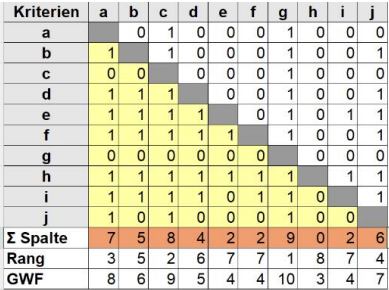 Kriterien a b c d e f g h i j
a 0 1 0 0 0 1 0 0 0
b 1 1 0 0 0 1 0 0 1
c 0 0 0 0 0 1 0 0 0
d 1 1 1 0 0 1 0 0 1
e 1 1 1 1 0 1 0 1 1
f 1 1 1 1 1 1 0 0 1
g 0 0 0 0 0 0 0 0 0
h 1 1 1 1 1 1 1 1 1
i 1 1 1 1 0 1 1 0 1
j 1 0 1 0 0 0 1 0 0
Σ Spalte 7 5 8 4 2 2 9 0 2 6
Rang 3 5 2 6 7 7 1 8 7 4
GWF 8 6 9 5 4 4 10 3 4 7